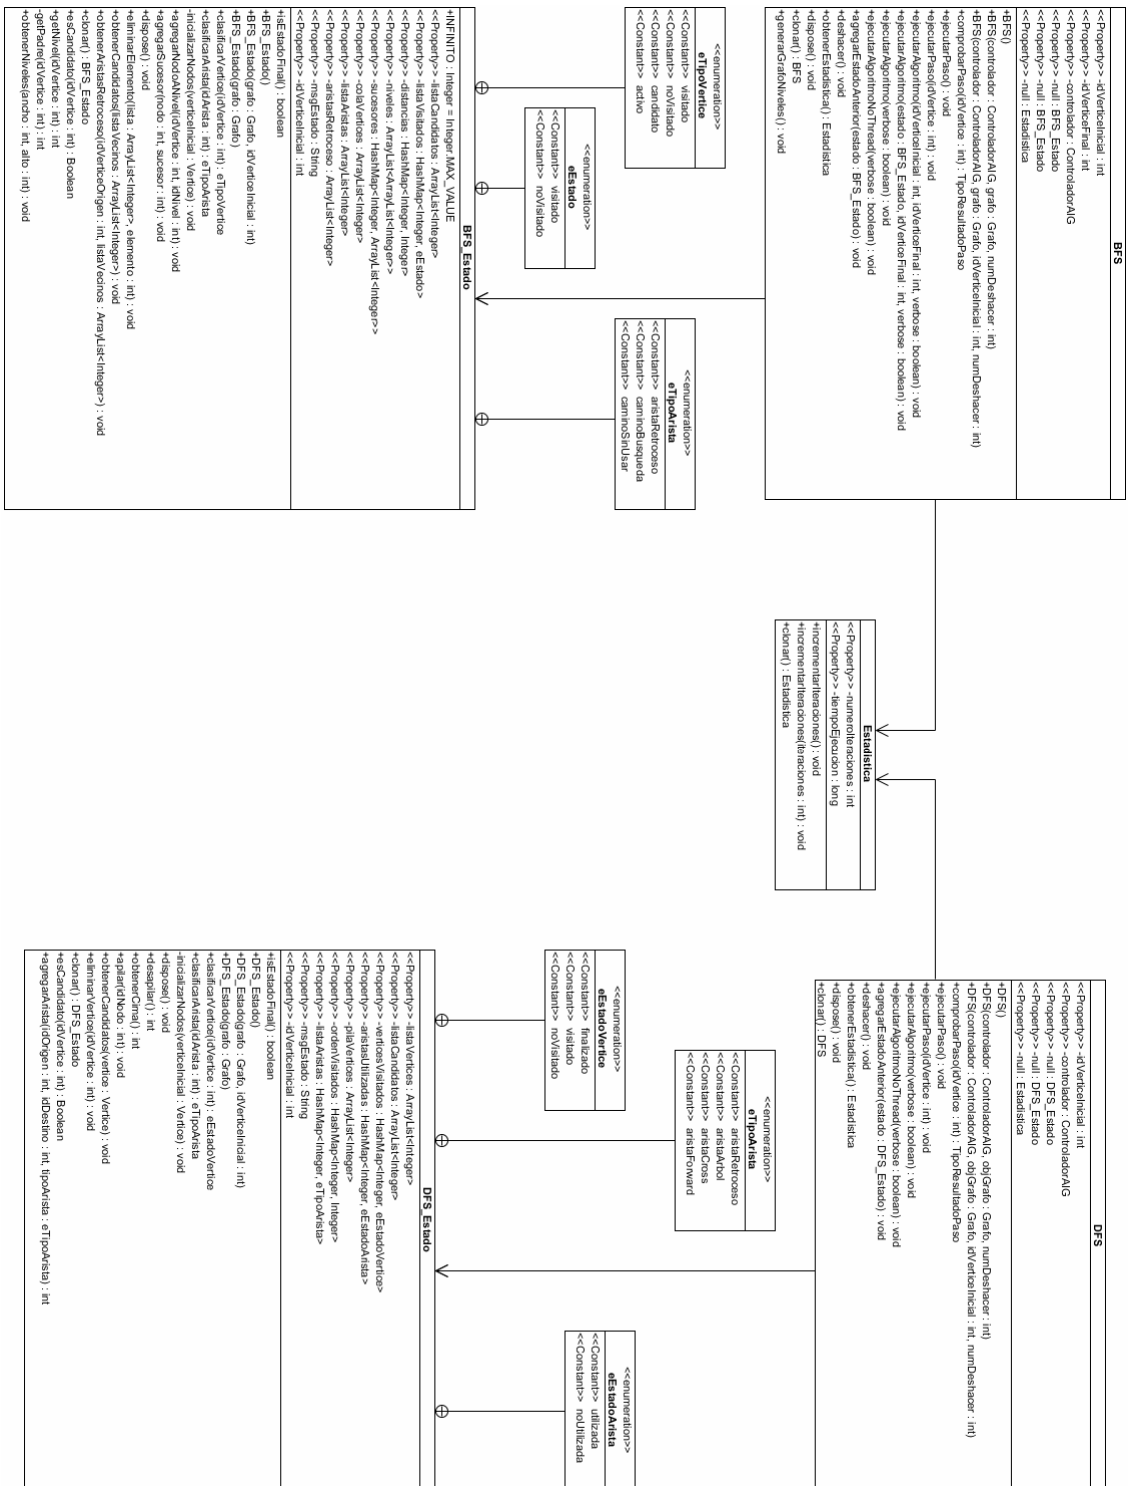 BFS
<<Property>> -idVerticeInicial : int
<<Property>> -idVerticeFinal : int
<<Property>> -controlador : ControladorAIG
<<Property>> -null : BFS_Estado
<<Property>> -null : BFS_Estado
<<Property>> -null : Estadistica
+BFS()
+BFS(controlador : ControladorAIG, grafo : Grafo, numDeshacer : int)
+BFS(controlador : ControladorAIG, grafo : Grafo, idVerticeInicial : int, numDeshacer : int)
+comprobarPaso(idVertice : int) : TipoResultadoPaso
+ejecutarPaso() : void
+ejecutarPaso(idVertice : int) : void
+ejecutarAlgoritmo(idVerticeInicial : int, idVerticeFinal : int, verbose : boolean) : void
+ejecutarAlgoritmo(estado : BFS_Estado, idVerticeFinal : int, verbose : boolean) : void
+ejecutarAlgoritmo(verbose : boolean) : void
+ejecutarAlgoritmoNoThread(verbose : boolean) : void
+agregarEstadoAnterior(estado : BFS_Estado) : void
+deshacer() : void
+obtenerEstadistica() : Estadistica
+dispose() : void
+clonar() : BFS
+generarGrafoNiveles() : void
<<enumeration>>
eTipoVertice
<<Constant>> visitado
<<Constant>> noVisitado
<<Constant>> candidato
<<Constant>> activo
<<enumeration>>
eEstado
<<Constant>> visitado
<<Constant>> noVisitado
<<enumeration>>
eTipoArista
<<Constant>> aristaRetroceso
<<Constant>> caminoBusqueda
<<Constant>> caminoSinUsar
BFS_Estado
+INFINITO : Integer = Integer.MAX_VALUE
<<Property>> -listaCandidatos : ArrayList<Integer>
<<Property>> -listaVisitados : HashMap<Integer, eEstado>
<<Property>> -distancias : HashMap<Integer, Integer>
<<Property>> -sucesores : HashMap<Integer, ArrayList<Integer>>
<<Property>> -niveles : ArrayList<ArrayList<Integer>>
<<Property>> -colaVertices : ArrayList<Integer>
<<Property>> -listaAristas : ArrayList<Integer>
<<Property>> -aristasRetroceso : ArrayList<Integer>
<<Property>> -msgEstado : String
<<Property>> -idVerticeInicial : int
+isEstadoFinal() : boolean
+BFS_Estado()
+BFS_Estado(grafo : Grafo, idVerticeInicial : int)
+BFS_Estado(grafo : Grafo)
+clasificarVertice(idVertice : int) : eTipoVertice
+clasificarArista(idArista : int) : eTipoArista
-inicializarNodos(verticeInicial : Vertice) : void
+agregarNodoANivel(idVertice : int, idNivel : int) : void
+agregarSucesor(nodo : int, sucesor : int) : void
+dispose() : void
+eliminarElemento(lista : ArrayList<Integer>, elemento : int) : void
+obtenerCandidatos(listaVecinos : ArrayList<Integer>) : void
+obtenerAristasRetroceso(idVerticeOrigen : int, listaVecinos : ArrayList<Integer>) : void
+clonar() : BFS_Estado
+esCandidato(idVertice : int) : Boolean
+getNivel(idVertice : int) : int
-getPadre(idVertice : int) : int
+obtenerNiveles(ancho : int, alto : int) : void
Estadistica
<<Property>> -numeroIteraciones : int
<<Property>> -tiempoEjecucion : long
+incrementarIteraciones() : void
+incrementarIteraciones(iteraciones : int) : void
+clonar() : Estadistica
DFS
<<Property>> -idVerticeInicial : int
<<Property>> -controlador : ControladorAIG
<<Property>> -null : DFS_Estado
<<Property>> -null : DFS_Estado
<<Property>> -null : Estadistica
+DFS()
+DFS(controlador : ControladorAIG, objGrafo : Grafo, numDeshacer : int)
+DFS(controlador : ControladorAIG, objGrafo : Grafo, idVerticeInicial : int, numDeshacer : int)
+comprobarPaso(idVertice : int) : TipoResultadoPaso
+ejecutarPaso() : void
+ejecutarPaso(idVertice : int) : void
+ejecutarAlgoritmo(verbose : boolean) : void
+ejecutarAlgoritmoNoThread(verbose : boolean) : void
+agregarEstadoAnterior(estado : DFS_Estado) : void
+deshacer() : void
+obtenerEstadistica() : Estadistica
+dispose() : void
+clonar() : DFS
<<enumeration>>
eEstadoVertice
<<Constant>> finalizado
<<Constant>> visitado
<<Constant>> noVisitado
<<enumeration>>
eTipoArista
<<Constant>> aristaRetroceso
<<Constant>> aristaArbol
<<Constant>> aristaCross
<<Constant>> aristaForward
<<enumeration>>
eEstadoArista
<<Constant>> utilizada
<<Constant>> noUtilizada
DFS_Estado
<<Property>> -listaVertices : ArrayList<Integer>
<<Property>> -listaCandidatos : ArrayList<Integer>
<<Property>> -verticesVisitados : HashMap<Integer, eEstadoVertice>
<<Property>> -aristasUtilizadas : HashMap<Integer, eEstadoArista>
<<Property>> -pilaVertices : ArrayList<Integer>
<<Property>> -ordenVisitados : HashMap<Integer, Integer>
<<Property>> -listaAristas : HashMap<Integer, eTipoArista>
<<Property>> -msgEstado : String
<<Property>> -idVerticeInicial : int
+isEstadoFinal() : boolean
+DFS_Estado()
+DFS_Estado(grafo : Grafo, idVerticeInicial : int)
+DFS_Estado(grafo : Grafo)
+clasificarVertice(idVertice : int) : eEstadoVertice
+clasificarArista(idArista : int) : eTipoArista
-inicializarNodos(verticeInicial : Vertice) : void
+dispose() : void
+desapilar() : int
+obtenerCima() : int
+apilar(idNodo : int) : void
+obtenerCandidatos(vertice : Vertice) : void
+eliminarVertice(idVertice : int) : void
+clonar() : DFS_Estado
+esCandidato(idVertice : int) : Boolean
+agregarArista(idOrigen : int, idDestino : int, tipoArista : eTipoArista) : int